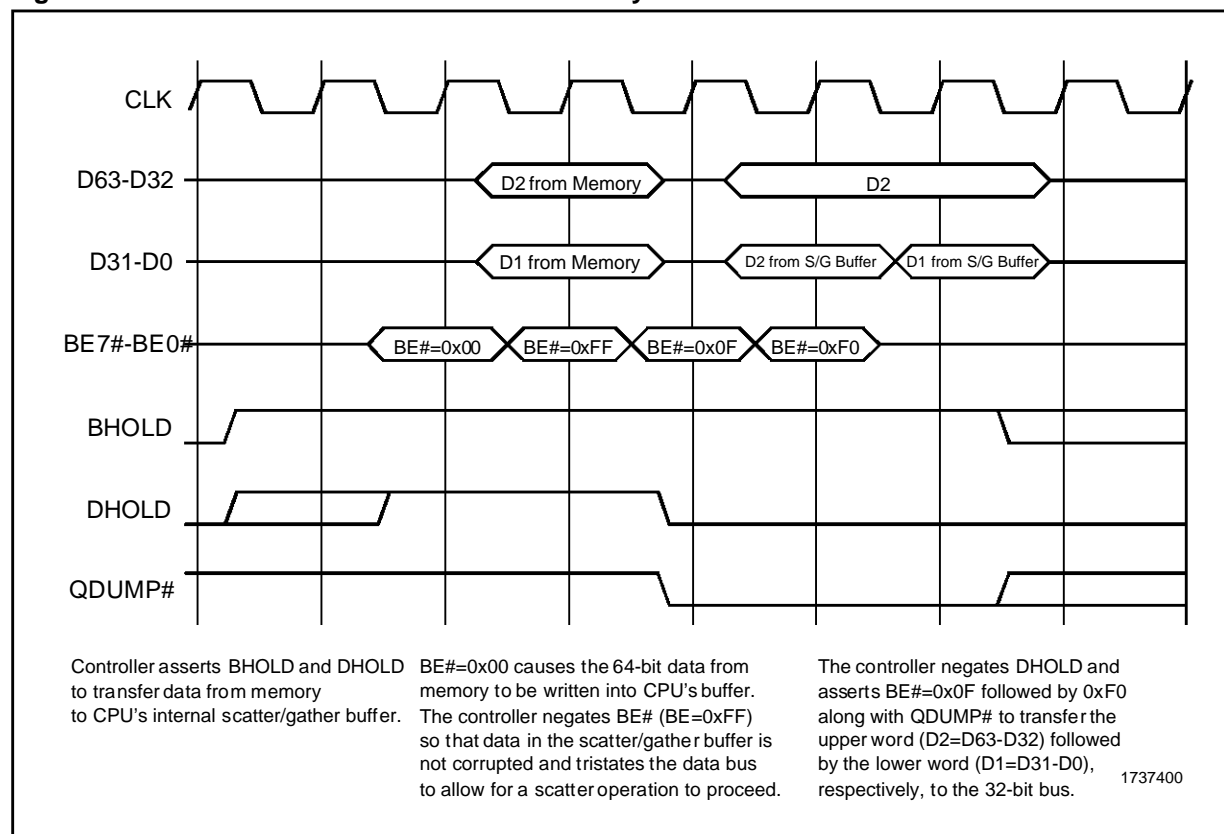 CLK
D63-D32
D2 from Memory
D2
D31-D0
D1 from Memory
D2 from S/G Buffer
D1 from S/G Buffer
BE7#-BE0#
BE#=0x00
BE#=0xFF
BE#=0x0F
BE#=0xF0
BHOLD
DHOLD
QDUMP#
Controller asserts BHOLD and DHOLD
to transfer data from memory
to CPU's internal scatter/gather buffer.
BE#=0x00 causes the 64-bit data from
memory to be written into CPU's buffer.
The controller negates BE# (BE=0xFF)
so that data in the scatter/gather buffer is
not corrupted and tristates the data bus
to allow for a scatter operation to proceed.
The controller negates DHOLD and
asserts BE#=0x0F followed by 0xF0
along with QDUMP# to transfer the
upper word (D2=D63-D32) followed
by the lower word (D1=D31-D0),
respectively, to the 32-bit bus.
1737400